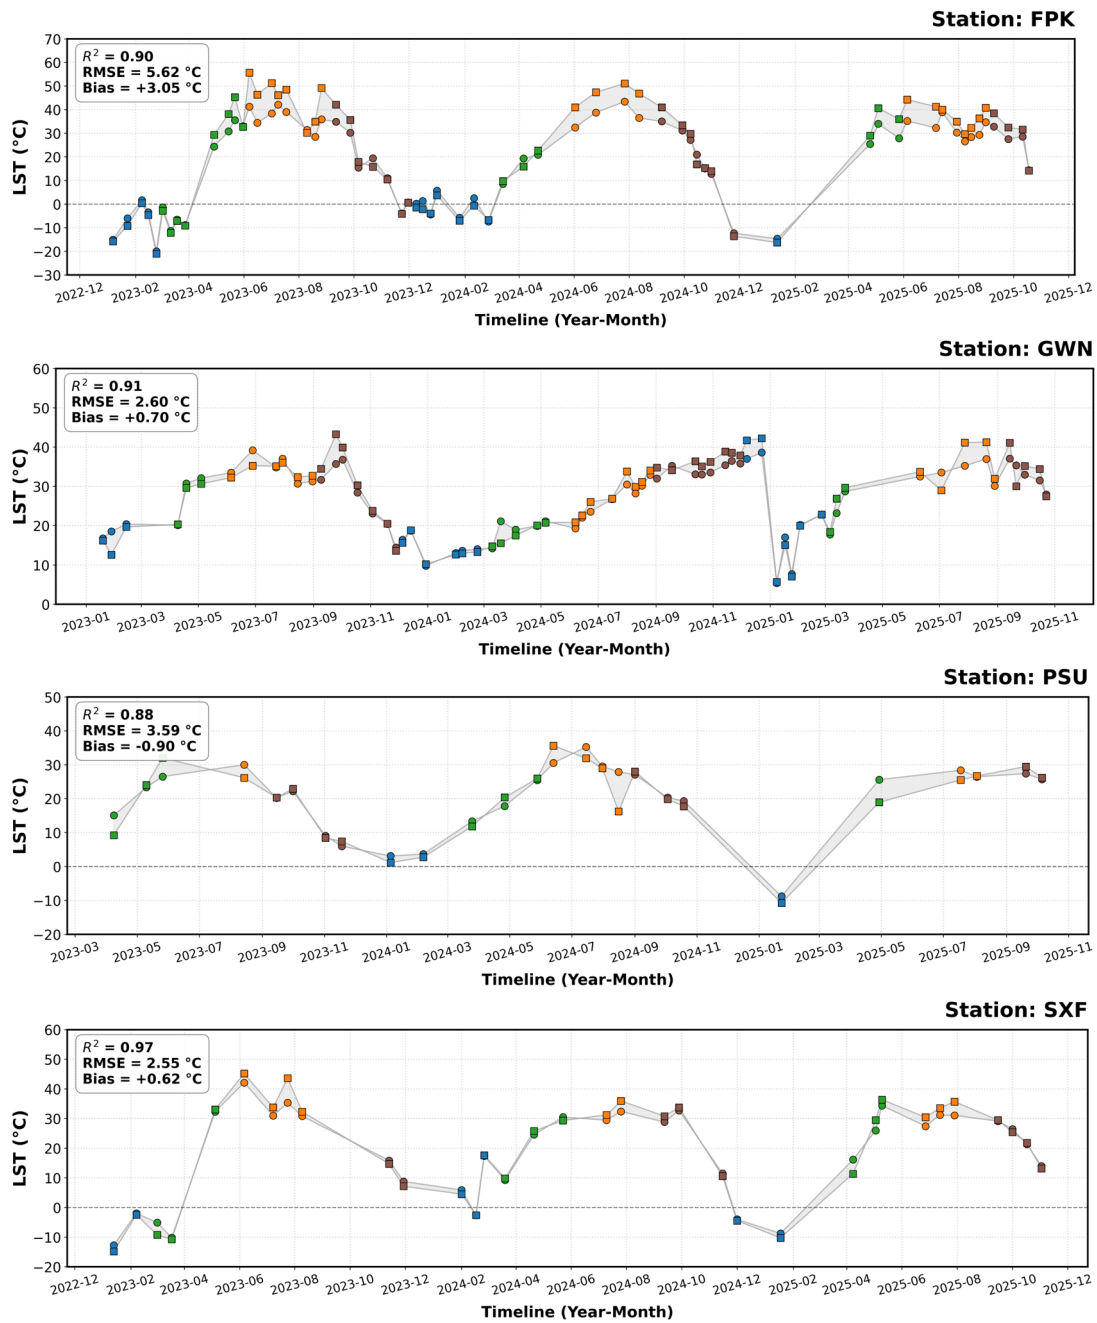 Station: FPK
R² = 0.90
RMSE = 5.62 °C
Bias = +3.05 °C
LST (°C)
70
60
50
40
30
20
10
0
−10
−20
−30
2022-12 2023-02 2023-04 2023-06 2023-08 2023-10 2023-12 2024-02 2024-04 2024-06 2024-08 2024-10 2024-12 2025-02 2025-04 2025-06 2025-08 2025-10 2025-12
Timeline (Year-Month)
Station: GWN
R² = 0.91
RMSE = 2.60 °C
Bias = +0.70 °C
LST (°C)
60
50
40
30
20
10
0
2023-01 2023-03 2023-05 2023-07 2023-09 2023-11 2024-01 2024-03 2024-05 2024-07 2024-09 2024-11 2025-01 2025-03 2025-05 2025-07 2025-09 2025-11
Timeline (Year-Month)
Station: PSU
R² = 0.88
RMSE = 3.59 °C
Bias = -0.90 °C
LST (°C)
50
40
30
20
10
0
−10
−20
2023-03 2023-05 2023-07 2023-09 2023-11 2024-01 2024-03 2024-05 2024-07 2024-09 2024-11 2025-01 2025-03 2025-05 2025-07 2025-09 2025-11
Timeline (Year-Month)
Station: SXF
R² = 0.97
RMSE = 2.55 °C
Bias = +0.62 °C
LST (°C)
60
50
40
30
20
10
0
−10
−20
2022-12 2023-02 2023-04 2023-06 2023-08 2023-10 2023-12 2024-02 2024-04 2024-06 2024-08 2024-10 2024-12 2025-02 2025-04 2025-06 2025-08 2025-10 2025-12
Timeline (Year-Month)